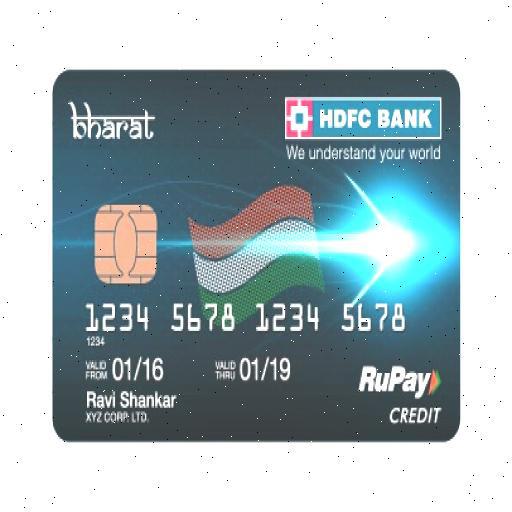 bharat
HDFC BANK
We understand your world
1234 5678 1234 5678
1234
VALID FROM 01/16 VALID THRU 01/19
Ravi Shankar
XYZ CORP. LTD.
RuPay
CREDIT